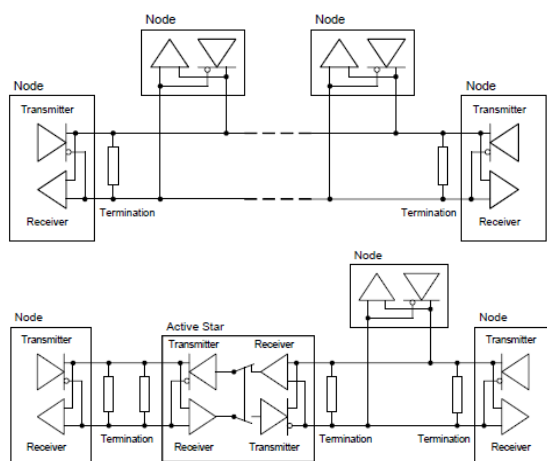 Node
Node
Node
Transmitter
Receiver
Termination
Node
Transmitter
Termination
Receiver
Node
Node
Transmitter
Receiver
Termination
Active Star
Transmitter
Receiver
Receiver
Transmitter
Termination
Termination
Node
Transmitter
Receiver